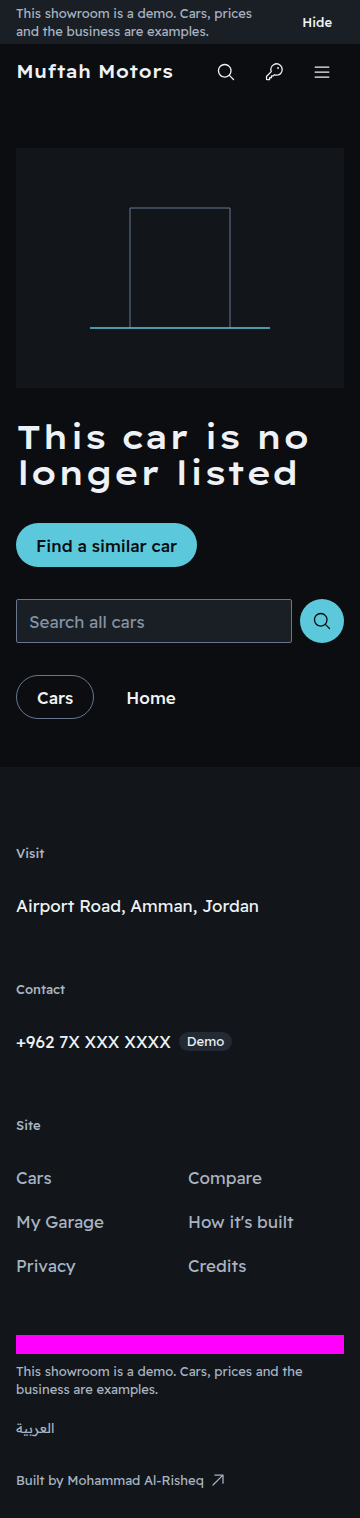 This showroom is a demo. Cars, prices
and the business are examples.
Hide
Muftah Motors
This car is no
longer listed
Find a similar car
Search all cars
Cars
Home
Visit
Airport Road, Amman, Jordan
Contact
+962 7X XXX XXXX
Demo
Site
Cars
Compare
My Garage
How it's built
Privacy
Credits
This showroom is a demo. Cars, prices and the
business are examples.
العربية
Built by Mohammad Al-Risheq